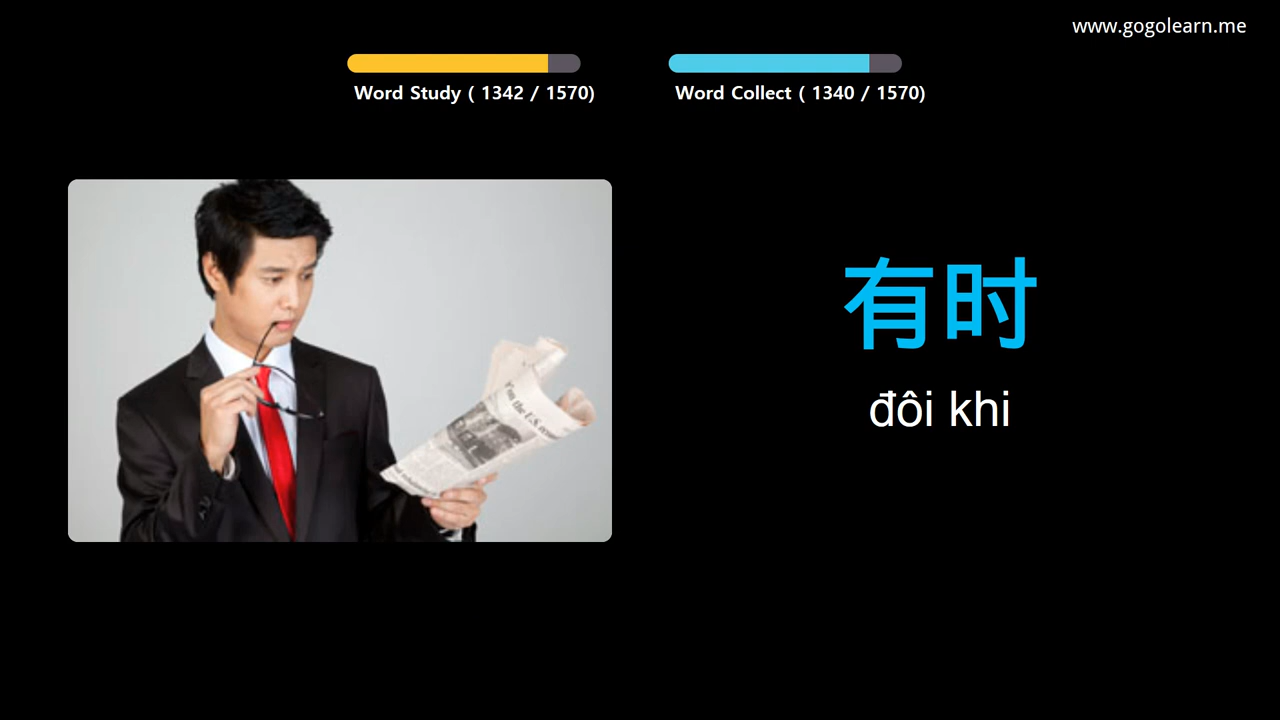 www.gogolearn.me
Word Study ( 1342 / 1570)
Word Collect ( 1340 / 1570)
有时
đôi khi